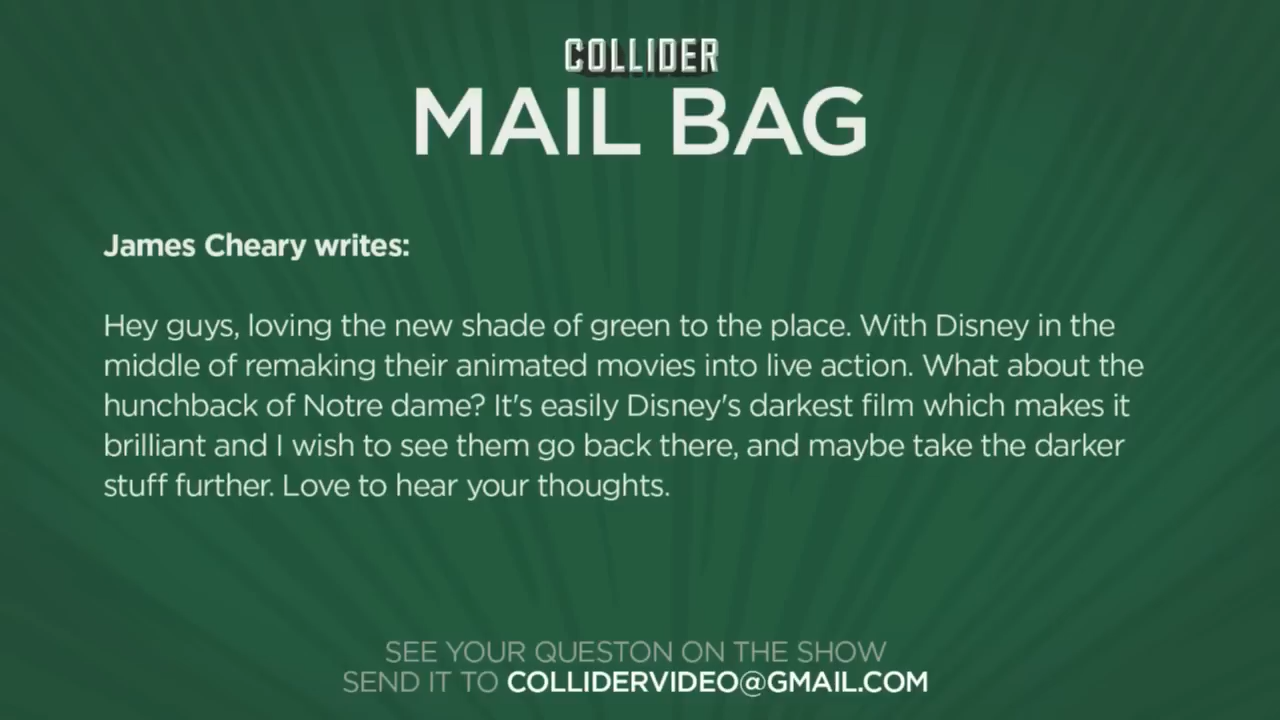 COLLIDER
MAIL BAG
James Cheary writes:
Hey guys, loving the new shade of green to the place. With Disney in the
middle of remaking their animated movies into live action. What about the
hunchback of Notre dame? It's easily Disney's darkest film which makes it
brilliant and I wish to see them go back there, and maybe take the darker
stuff further. Love to hear your thoughts.
SEE YOUR QUESTON ON THE SHOW
SEND IT TO COLLIDERVIDEO@GMAIL.COM